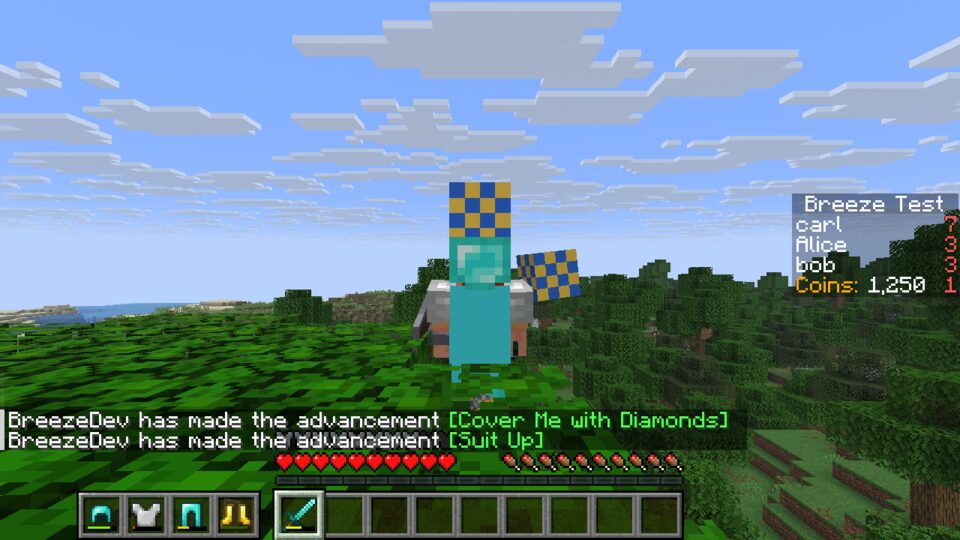 Breeze Test
carl 7
Alice 3
bob 3
Coins: 1,250 1
BreezeDev has made the advancement [Cover Me with Diamonds]
BreezeDev has made the advancement [Suit Up]